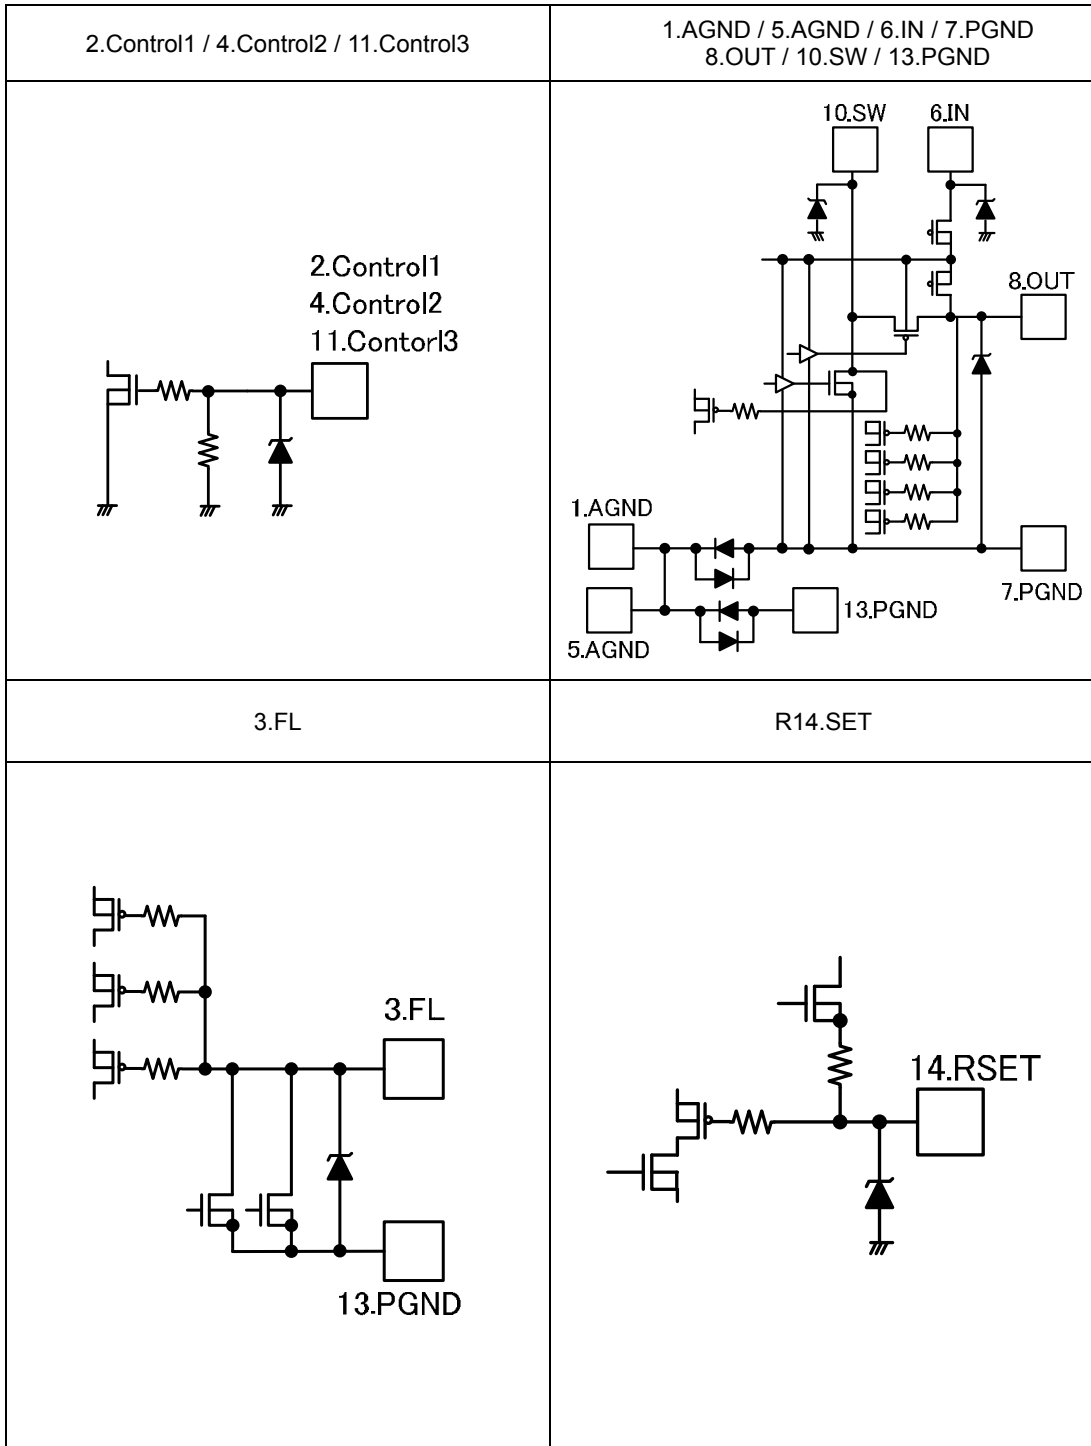 2.Control1 / 4.Control2 / 11.Control3
1.AGND / 5.AGND / 6.IN / 7.PGND
8.OUT / 10.SW / 13.PGND
2.Control1
4.Control2
11.Contorl3
10.SW
6.IN
8.OUT
1.AGND
7.PGND
13.PGND
5.AGND
3.FL
R14.SET
3.FL
13.PGND
14.RSET